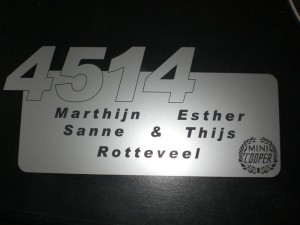 4514
Marthijn Esther
Sanne & Thijs
Rotteveel
MINI
COOPER